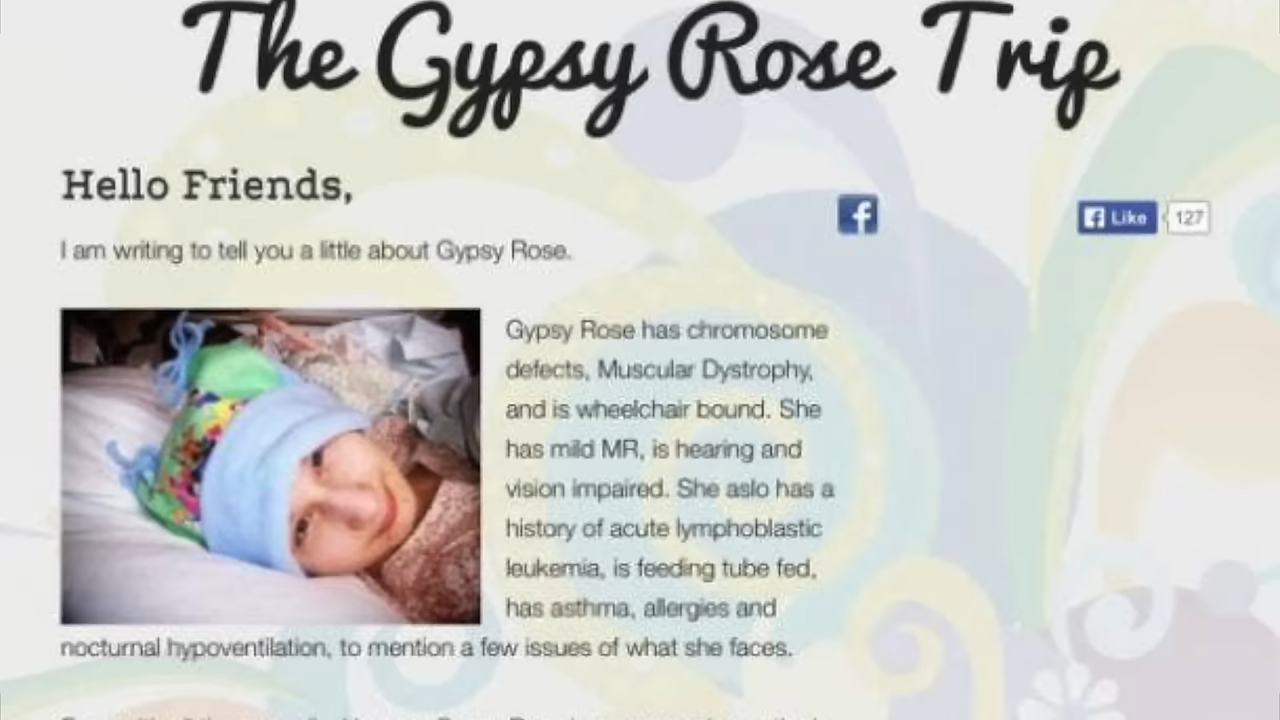 The Gypsy Rose Trip
Hello Friends,
Like 127
I am writing to tell you a little about Gypsy Rose.
Gypsy Rose has chromosome
defects, Muscular Dystrophy,
and is wheelchair bound. She
has mild MR, is hearing and
vision impaired. She aslo has a
history of acute lymphoblastic
leukemia, is feeding tube fed,
has asthma, allergies and
nocturnal hypoventilation, to mention a few issues of what she faces.